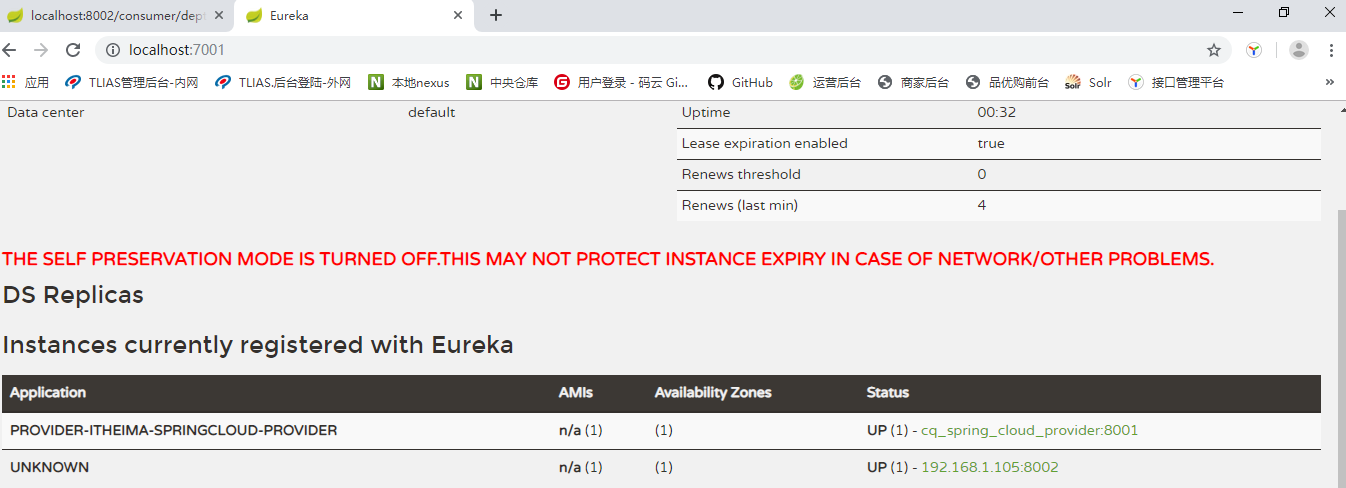 localhost:8002/consumer/dept
Eureka
localhost:7001
应用 TLIAS管理后台-内网 TLIAS.后台登陆-外网 本地nexus 中央仓库 用户登录 - 码云 Gi... GitHub 运营后台 商家后台 品优购前台 Solr 接口管理平台 »
Data center default Uptime 00:32
Lease expiration enabled true
Renews threshold 0
Renews (last min) 4
THE SELF PRESERVATION MODE IS TURNED OFF.THIS MAY NOT PROTECT INSTANCE EXPIRY IN CASE OF NETWORK/OTHER PROBLEMS.
DS Replicas
Instances currently registered with Eureka
Application AMIs Availability Zones Status
PROVIDER-ITHEIMA-SPRINGCLOUD-PROVIDER n/a (1) (1) UP (1) - cq_spring_cloud_provider:8001
UNKNOWN n/a (1) (1) UP (1) - 192.168.1.105:8002